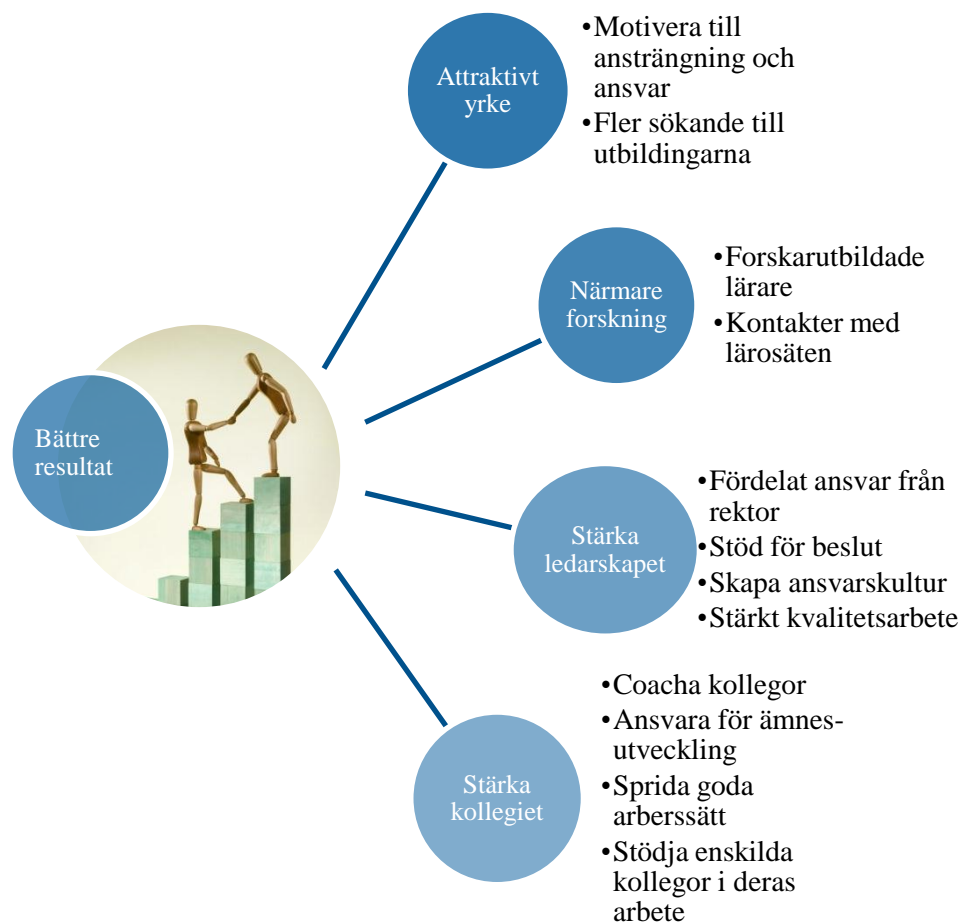 Bättre
resultat
Attraktivt
yrke
•Motivera till
ansträngning och
ansvar
•Fler sökande till
utbildingarna
Närmare
forskning
•Forskarutbildade
lärare
•Kontakter med
lärosäten
Stärka
ledarskapet
•Fördelat ansvar från
rektor
•Stöd för beslut
•Skapa ansvarskultur
•Stärkt kvalitetsarbete
Stärka
kollegiet
•Coacha kollegor
•Ansvara för ämnes-
utveckling
•Sprida goda
arberssätt
•Stödja enskilda
kollegor i deras
arbete